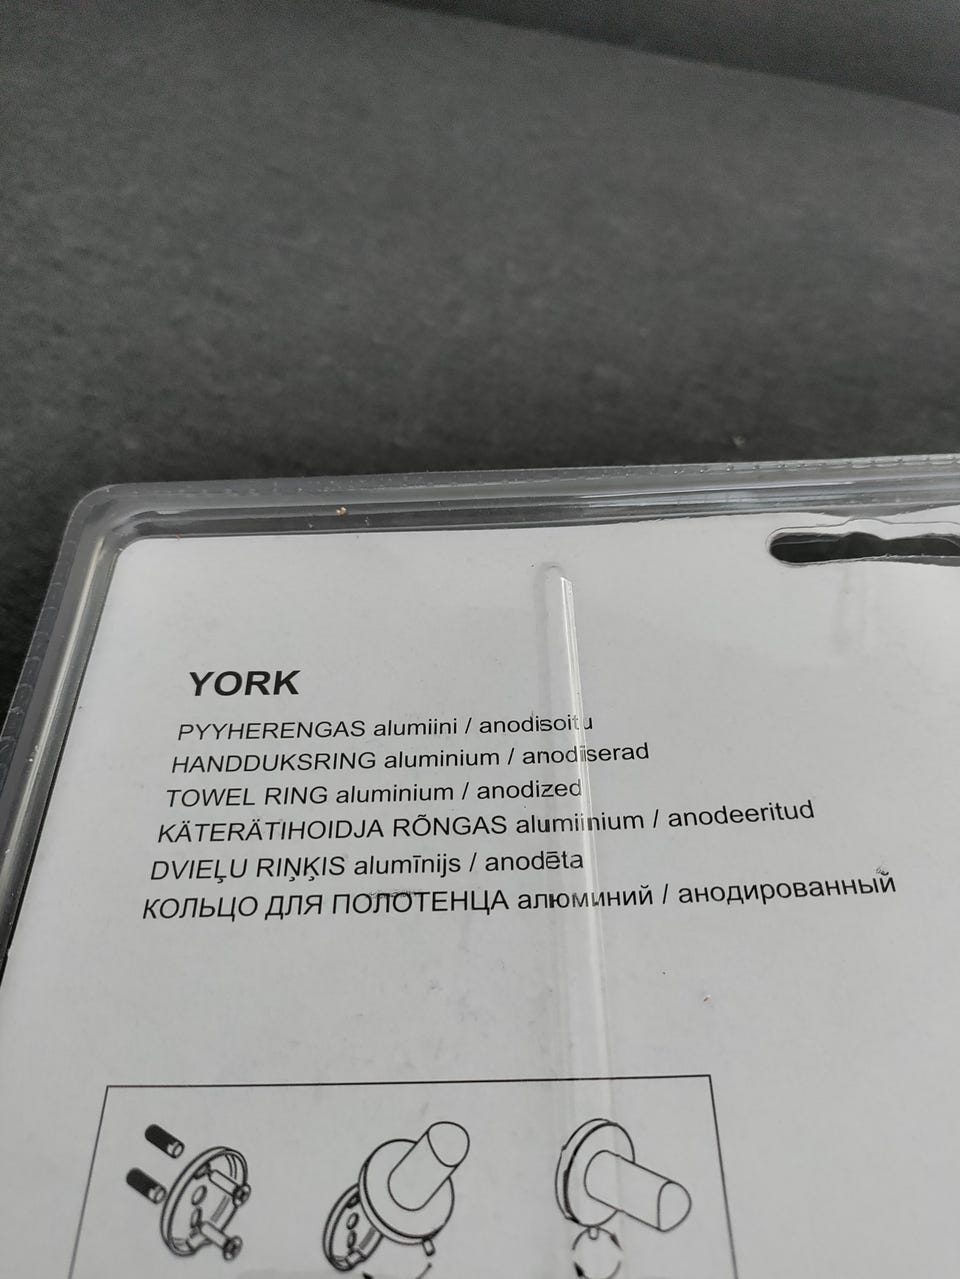 YORK
PYYHERENGAS alumiini / anodisoitu
HANDDUKSRING aluminium / anodiserad
TOWEL RING aluminium / anodized
KÄTERÄTIHOIDJA RÕNGAS alumiinium / anodeeritud
DVIEĻU RIŅĶIS alumīnijs / anodēta
КОЛЬЦО ДЛЯ ПОЛОТЕНЦА алюминий / анодированный